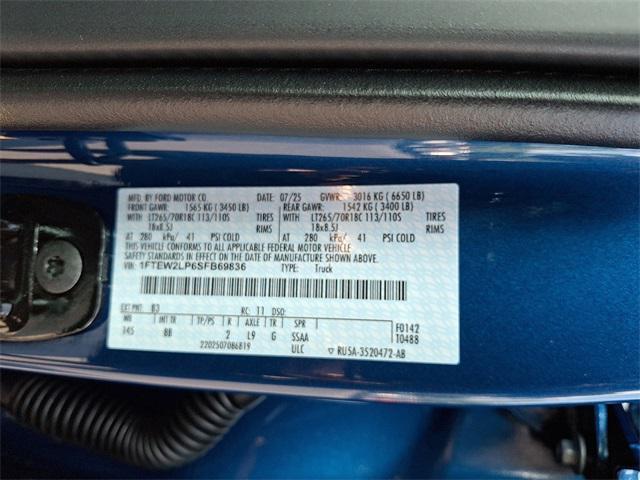 MFD. BY FORD MOTOR CO. DATE: 07/25 GVWR: 3016 KG (6650 LB)
FRONT GAWR: 1565 KG (3450 LB) REAR GAWR: 1542 KG (3400 LB)
WITH LT265/70R18C 113/110S TIRES WITH LT265/70R18C 113/110S TIRES
18x8.5J RIMS 18x8.5J RIMS
AT 280 kPa/ 41 PSI COLD AT 280 kPa/ 41 PSI COLD
THIS VEHICLE CONFORMS TO ALL APPLICABLE FEDERAL MOTOR VEHICLE
SAFETY AND THEFT PREVENTION STANDARDS IN EFFECT ON THE DATE OF MANUFACTURE SHOWN ABOVE.
VIN: 1FTEW2LP6SFB69836 TYPE: Truck
EXT PNT: B3 RC: 11 DSO:
WB INT TR TP/PS R AXLE TR SPR
145 BB 2 L9 G SSAA
2202507086819 ULC
F0142
T0488
▽ RU5A-3520472-AB